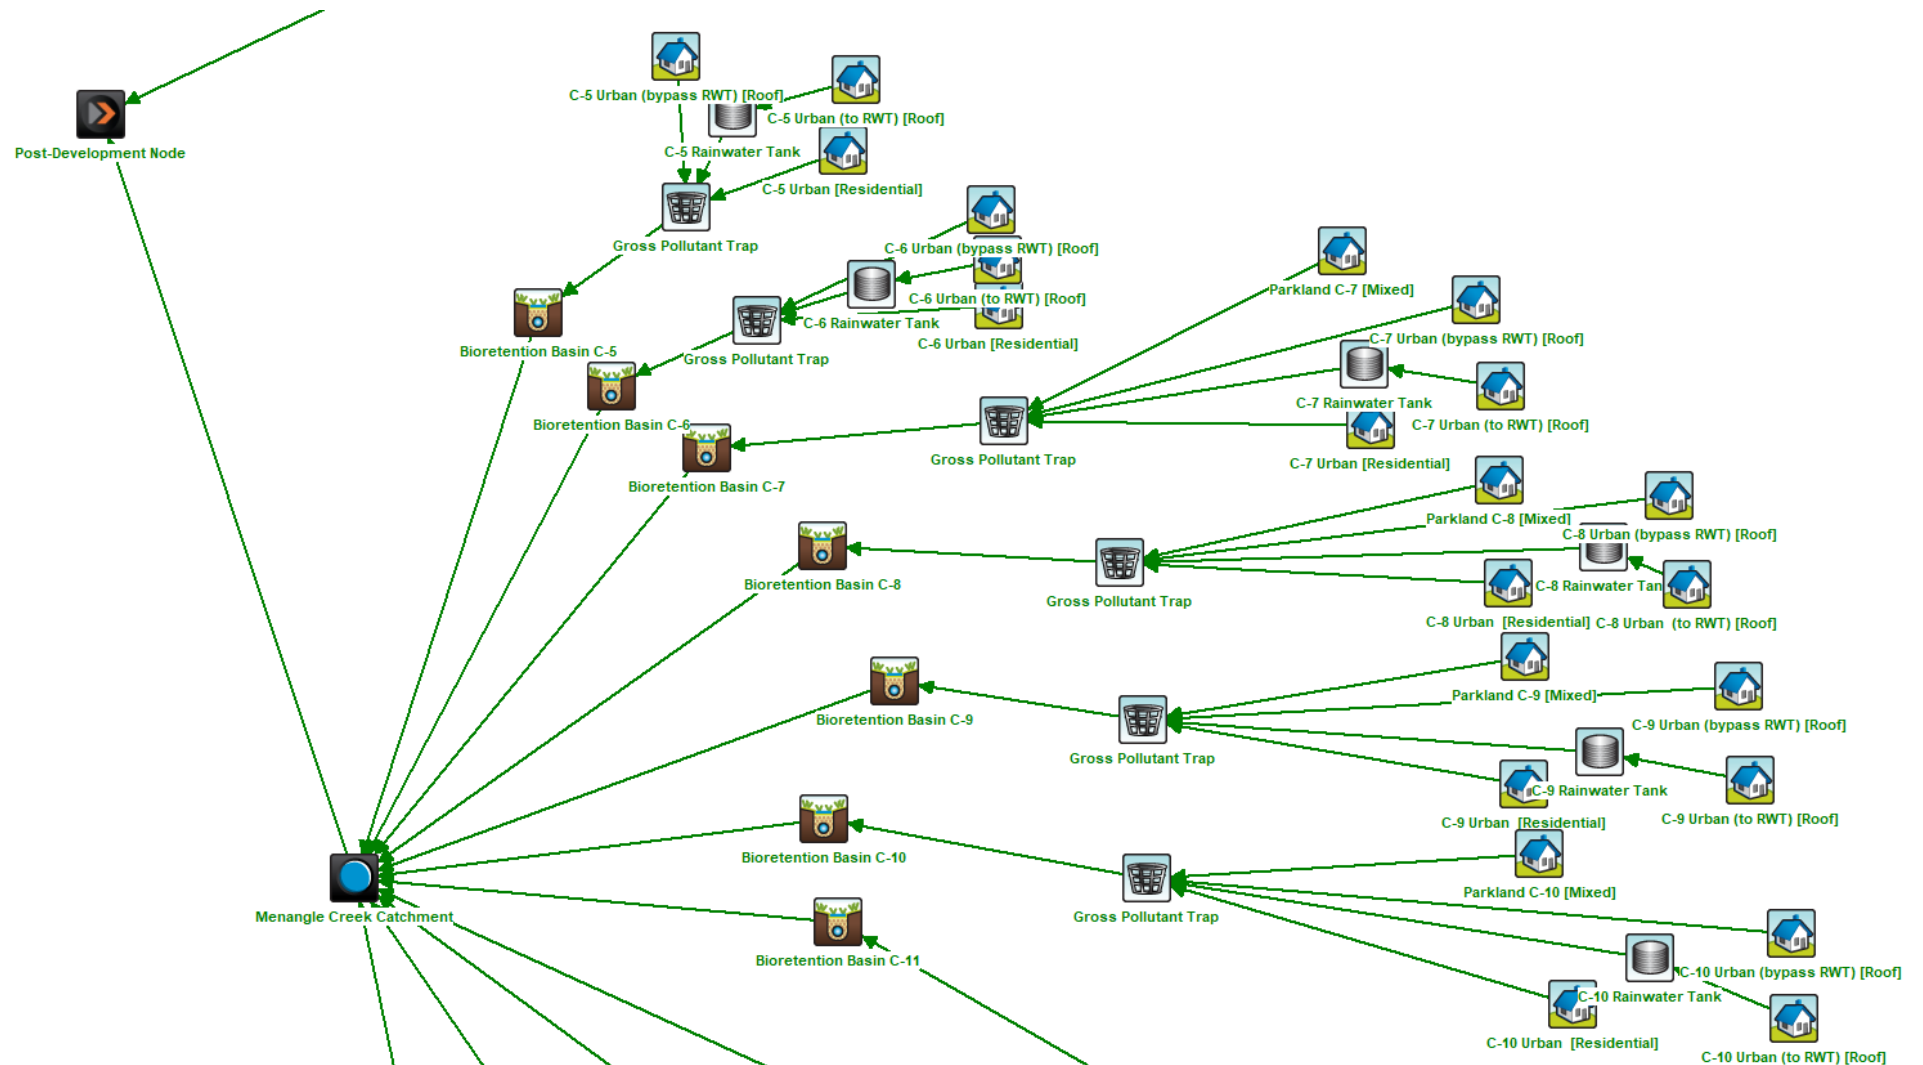 C-5 Urban (bypass RWT) [Roof]
C-5 Urban (to RWT) [Roof]
Post-Development Node
C-5 Rainwater Tank
C-5 Urban [Residential]
Gross Pollutant Trap
C-6 Urban (bypass RWT) [Roof]
Parkland C-7 [Mixed]
C-6 Urban (to RWT) [Roof]
C-6 Rainwater Tank
C-7 Urban (bypass RWT) [Roof]
C-6 Urban [Residential]
Bioretention Basin C-5
Gross Pollutant Trap
C-7 Rainwater Tank
Bioretention Basin C-6
C-7 Urban (to RWT) [Roof]
Gross Pollutant Trap
C-7 Urban [Residential]
Bioretention Basin C-7
Parkland C-8 [Mixed]
C-8 Urban (bypass RWT) [Roof]
Bioretention Basin C-8
C-8 Rainwater Tan
Gross Pollutant Trap
C-8 Urban [Residential]
C-8 Urban (to RWT) [Roof]
Parkland C-9 [Mixed]
Bioretention Basin C-9
C-9 Urban (bypass RWT) [Roof]
Gross Pollutant Trap
C-9 Rainwater Tank
C-9 Urban [Residential]
C-9 Urban (to RWT) [Roof]
Bioretention Basin C-10
Parkland C-10 [Mixed]
Menangle Creek Catchment
Gross Pollutant Trap
Bioretention Basin C-11
C-10 Urban (bypass RWT) [Roof]
C-10 Rainwater Tank
C-10 Urban [Residential]
C-10 Urban (to RWT) [Roof]